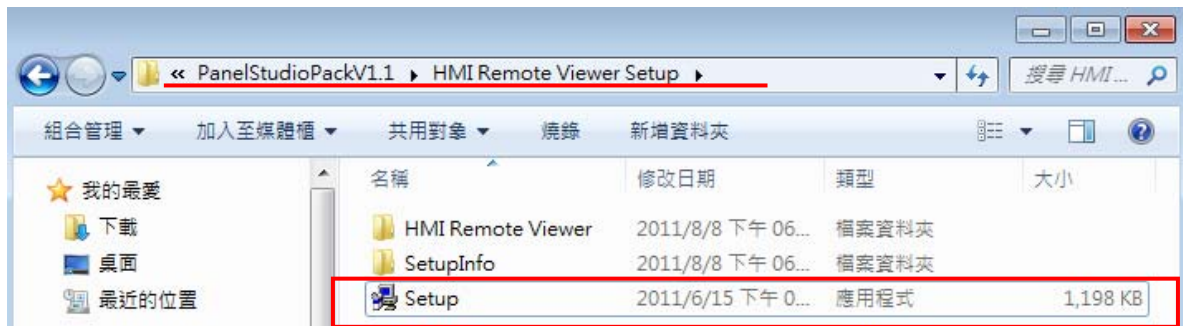 « PanelStudioPackV1.1 ▸ HMI Remote Viewer Setup ▸ 搜尋 HMI ...
組合管理 ▼ 加入至媒體櫃 ▼ 共用對象 ▼ 燒錄 新增資料夾
我的最愛 名稱 修改日期 類型 大小
下載 HMI Remote Viewer 2011/8/8 下午 06... 檔案資料夾
桌面 SetupInfo 2011/8/8 下午 06... 檔案資料夾
最近的位置 Setup 2011/6/15 下午 0... 應用程式 1,198 KB